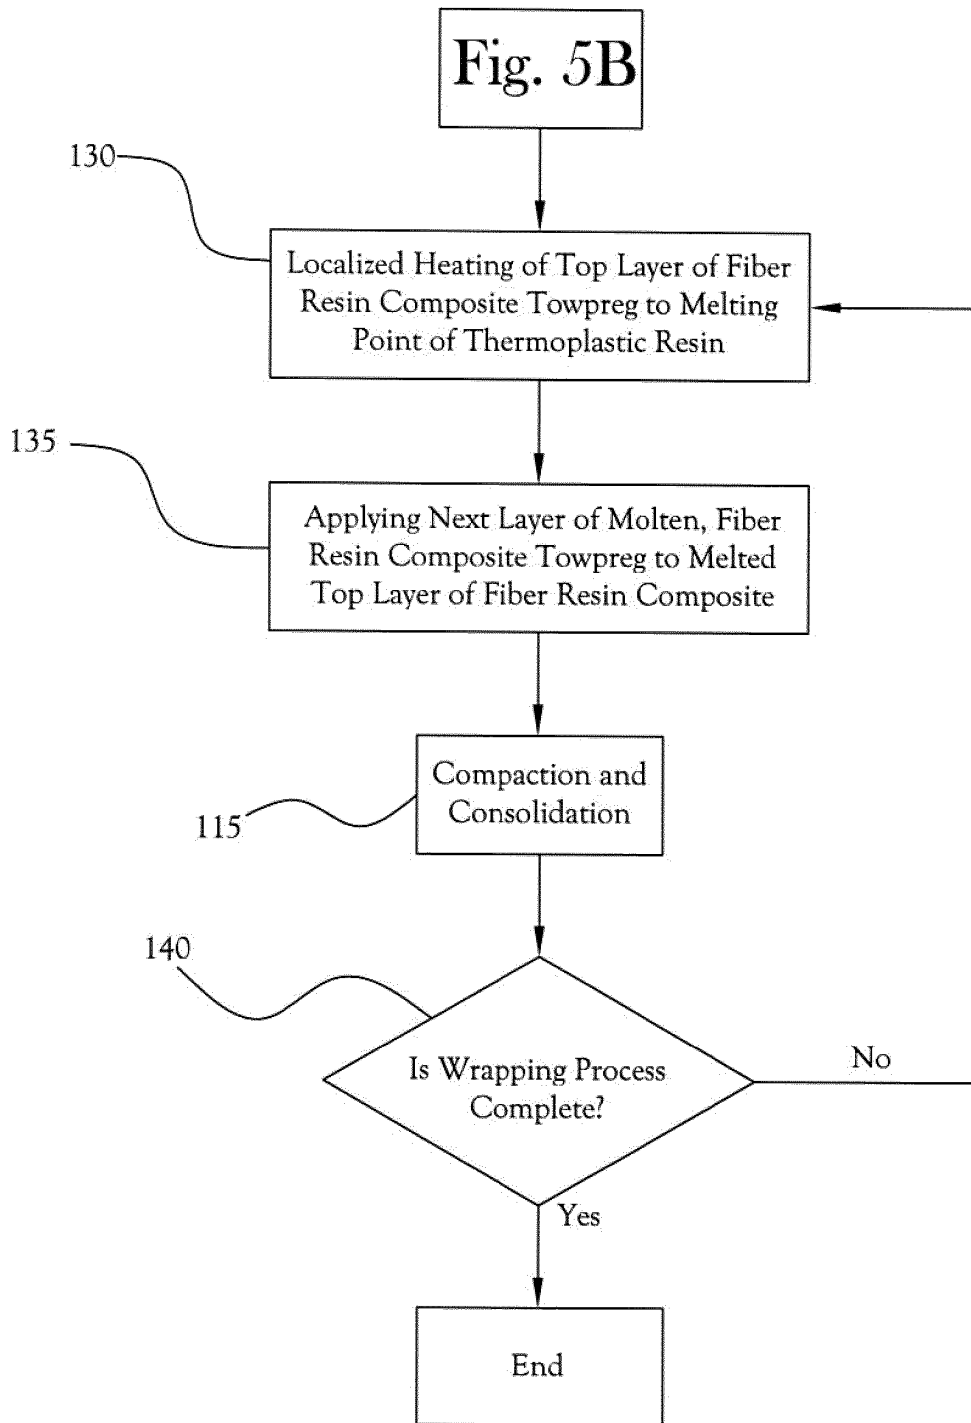 Fig. 5B
130
Localized Heating of Top Layer of Fiber
Resin Composite Towpreg to Melting
Point of Thermoplastic Resin
135
Applying Next Layer of Molten, Fiber
Resin Composite Towpreg to Melted
Top Layer of Fiber Resin Composite
Compaction and
Consolidation
115
140
Is Wrapping Process
Complete?
No
Yes
End